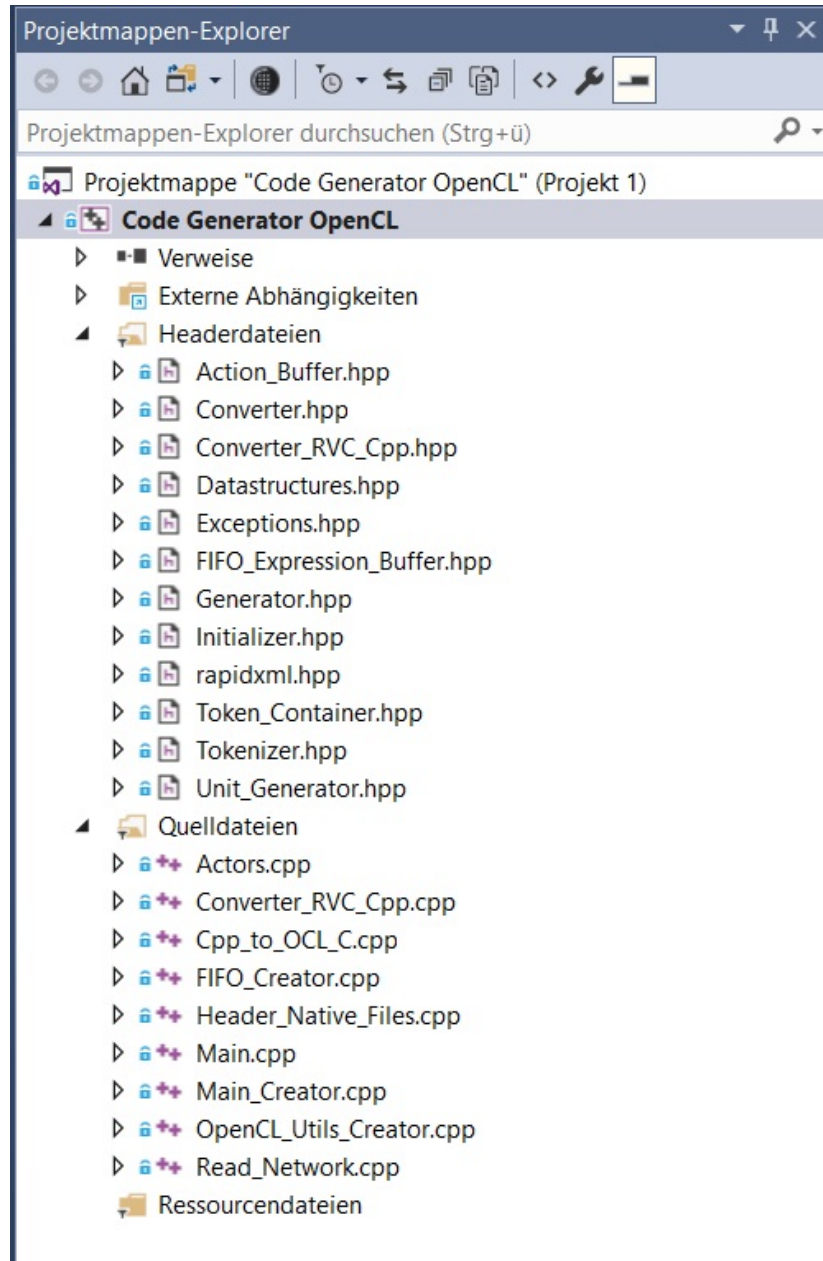 Projektmappen-Explorer
Projektmappen-Explorer durchsuchen (Strg+ü)
Projektmappe "Code Generator OpenCL" (Projekt 1)
Code Generator OpenCL
Verweise
Externe Abhängigkeiten
Headerdateien
Action_Buffer.hpp
Converter.hpp
Converter_RVC_Cpp.hpp
Datastructures.hpp
Exceptions.hpp
FIFO_Expression_Buffer.hpp
Generator.hpp
Initializer.hpp
rapidxml.hpp
Token_Container.hpp
Tokenizer.hpp
Unit_Generator.hpp
Quelldateien
Actors.cpp
Converter_RVC_Cpp.cpp
Cpp_to_OCL_C.cpp
FIFO_Creator.cpp
Header_Native_Files.cpp
Main.cpp
Main_Creator.cpp
OpenCL_Utils_Creator.cpp
Read_Network.cpp
Ressourcendateien